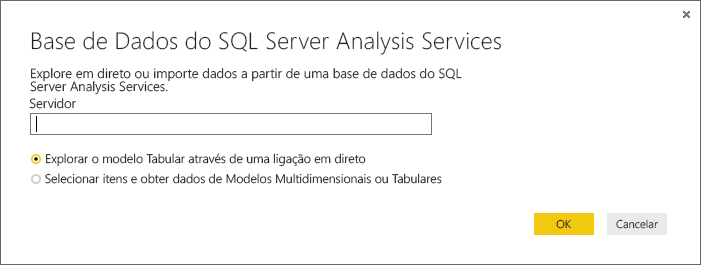 Base de Dados do SQL Server Analysis Services
Explore em direto ou importe dados a partir de uma base de dados do SQL
Server Analysis Services.
Servidor
Explorar o modelo Tabular através de uma ligação em direto
Selecionar itens e obter dados de Modelos Multidimensionais ou Tabulares
OK Cancelar